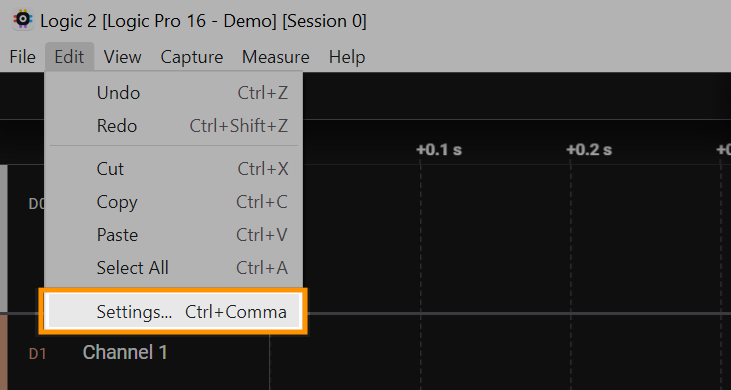 Logic 2 [Logic Pro 16 - Demo] [Session 0]
File Edit View Capture Measure Help
Undo Ctrl+Z
Redo Ctrl+Shift+Z
+0.1 s +0.2 s
Cut Ctrl+X
Copy Ctrl+C
Paste Ctrl+V
Select All Ctrl+A
Settings... Ctrl+Comma
D1 Channel 1